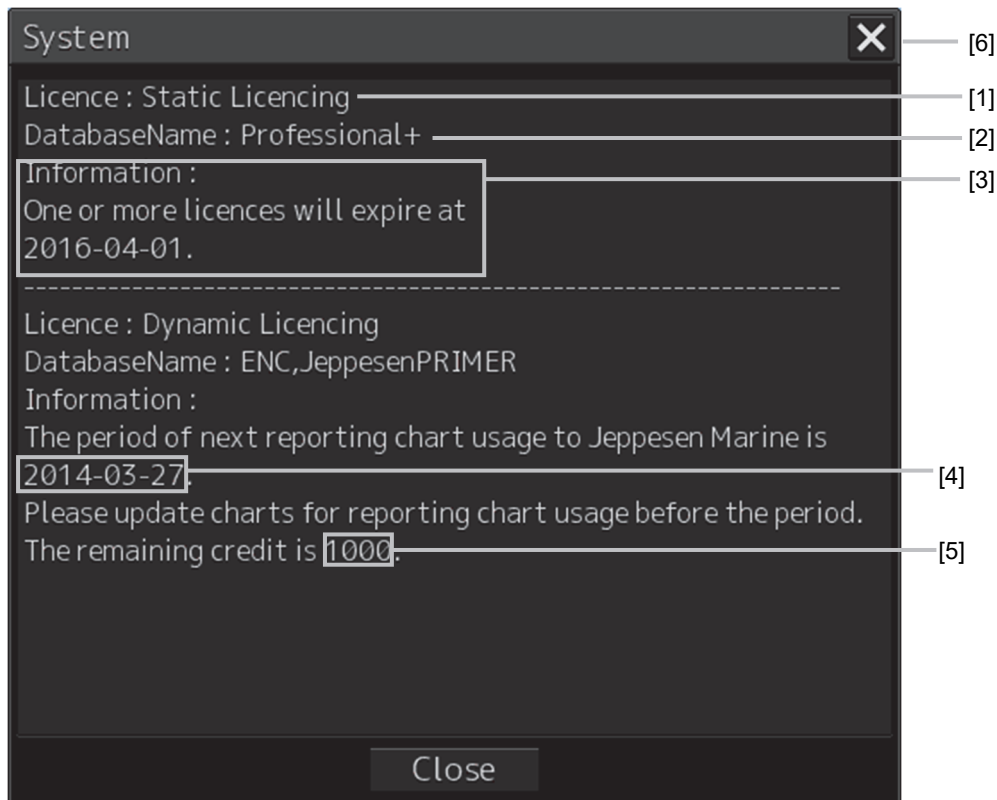 System
[6]
Licence : Static Licencing
[1]
DatabaseName : Professional+
[2]
Information :
[3]
One or more licences will expire at
2016-04-01.
--------------------------------------------------------------------
Licence : Dynamic Licencing
DatabaseName : ENC,JeppesenPRIMER
Information :
The period of next reporting chart usage to Jeppesen Marine is
2014-03-27.
[4]
Please update charts for reporting chart usage before the period.
The remaining credit is 1000.
[5]
Close